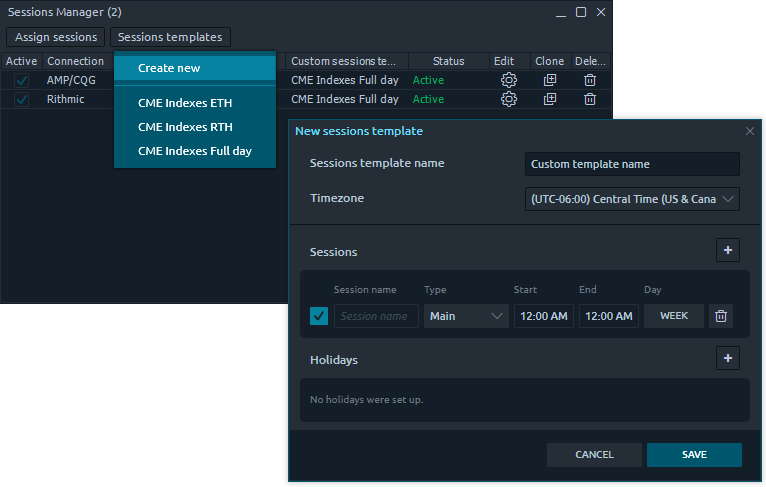 Sessions Manager (2)
Assign sessions Sessions templates
Active Connection Custom sessions te... Status Edit Clone Dele...
Create new
AMP/CQG CME Indexes Full day Active
Rithmic CME Indexes Full day Active
CME Indexes ETH
CME Indexes RTH
CME Indexes Full day
New sessions template
Sessions template name Custom template name
Timezone (UTC-06:00) Central Time (US & Cana
Sessions +
Session name Type Start End Day
Session name Main 12:00 AM 12:00 AM WEEK
Holidays +
No holidays were set up.
CANCEL SAVE